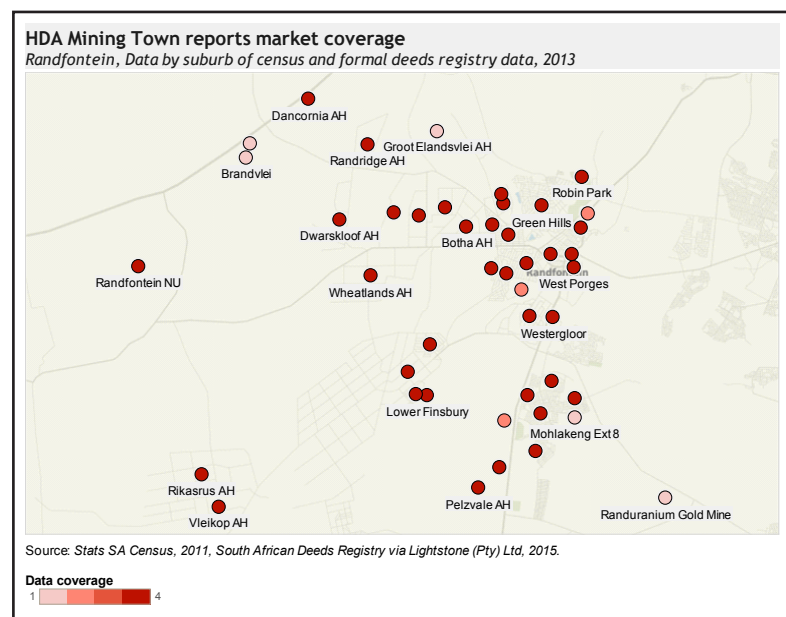 HDA Mining Town reports market coverage
Randfontein, Data by suburb of census and formal deeds registry data, 2013
Dancornia AH
Groot Elandsvlei AH
Randridge AH
Brandvlei
Robin Park
Green Hills
Dwarskloof AH
Botha AH
Randfontein
Randfontein NU
West Porges
Wheatlands AH
Westergloor
Lower Finsbury
Mohlakeng Ext 8
Rikasrus AH
Pelzvale AH
Randuranium Gold Mine
Vleikop AH
Source: Stats SA Census, 2011, South African Deeds Registry via Lightstone (Pty) Ltd, 2015.
Data coverage
1 4